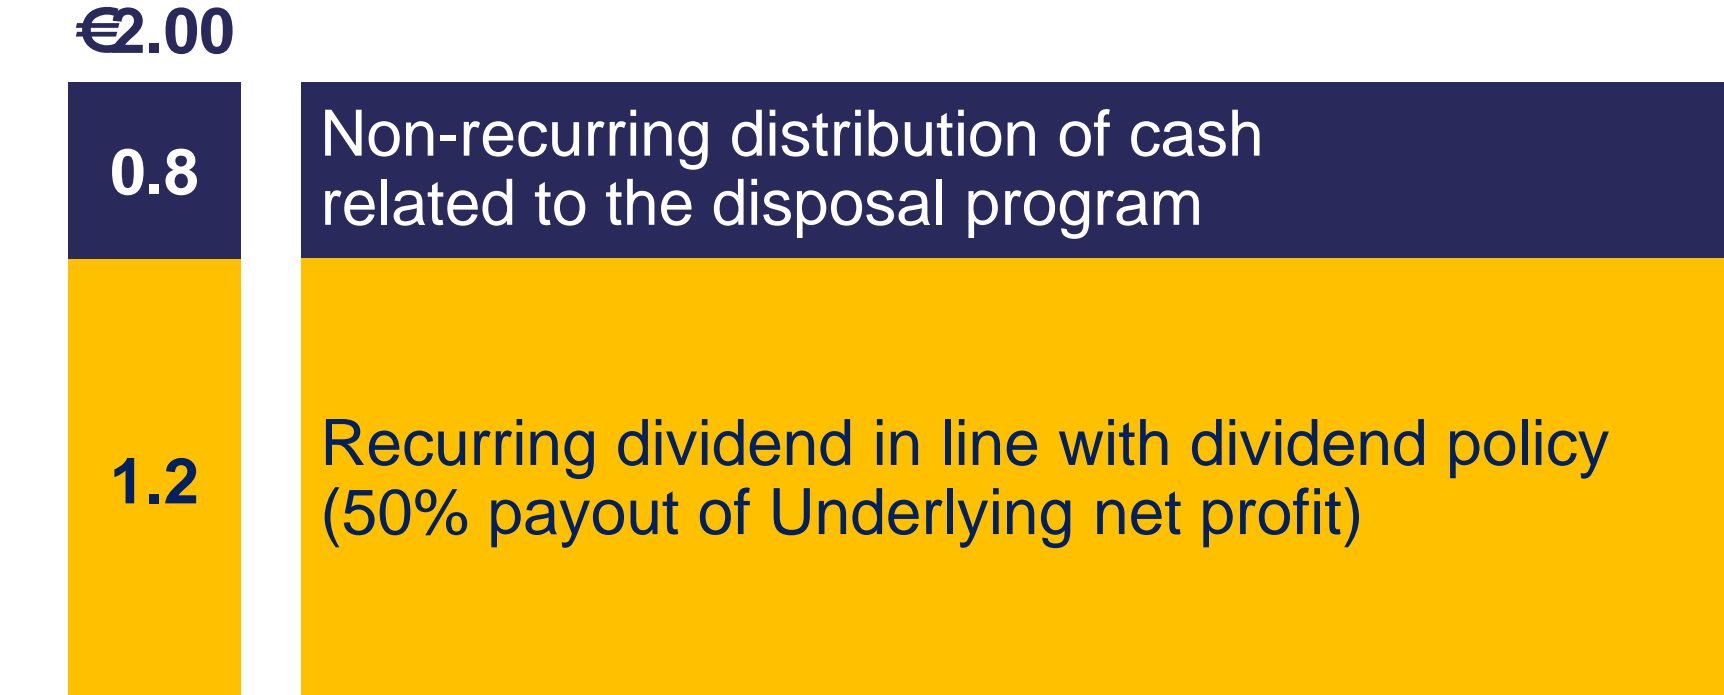 €2.00
0.8
Non-recurring distribution of cash
related to the disposal program
1.2
Recurring dividend in line with dividend policy
(50% payout of Underlying net profit)